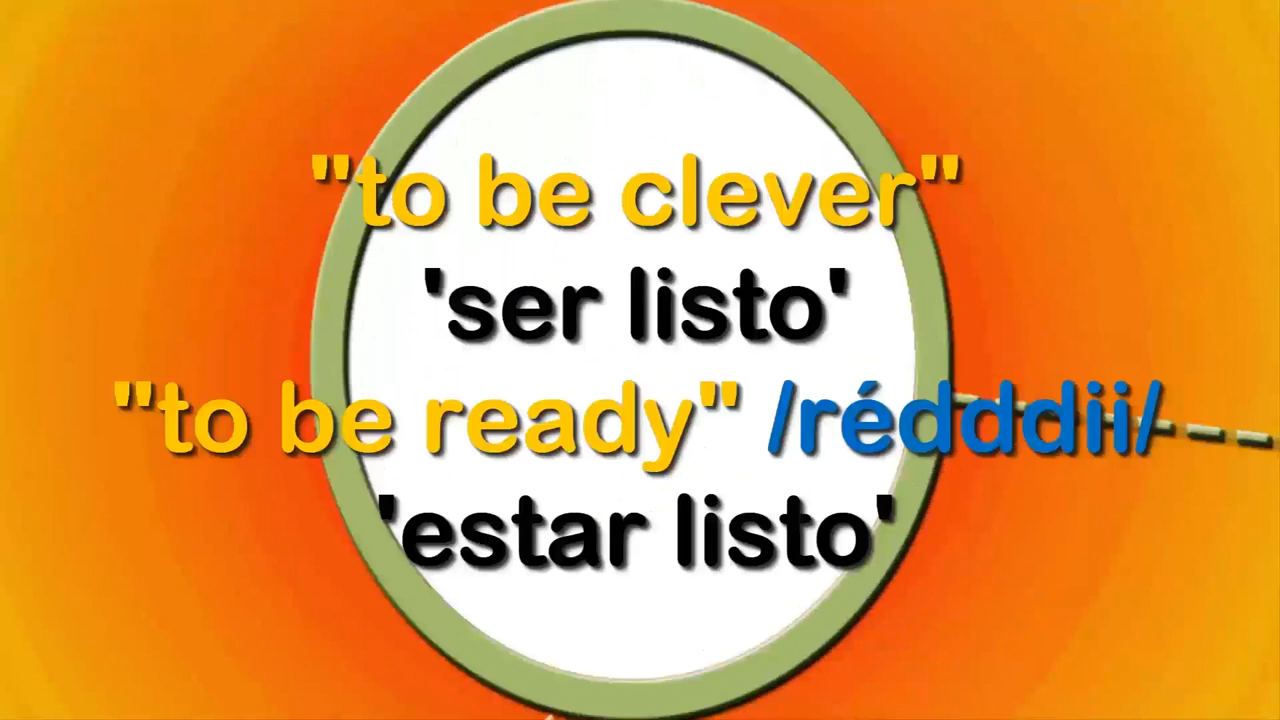 "to be clever"
'ser listo'
"to be ready" /rédddii/
'estar listo'